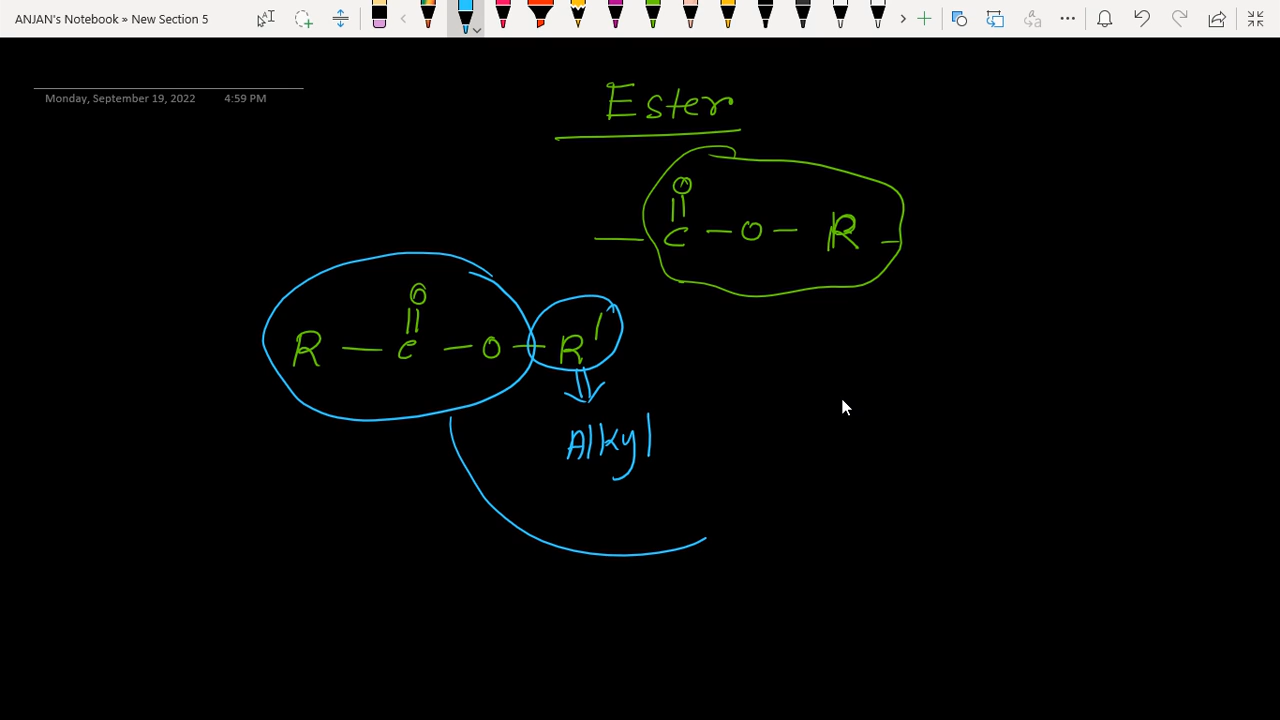 ANJAN's Notebook » New Section 5
Monday, September 19, 2022 4:59 PM
Ester
O
||
— C — O — R —
O
||
R — C — O — R'
Alkyl